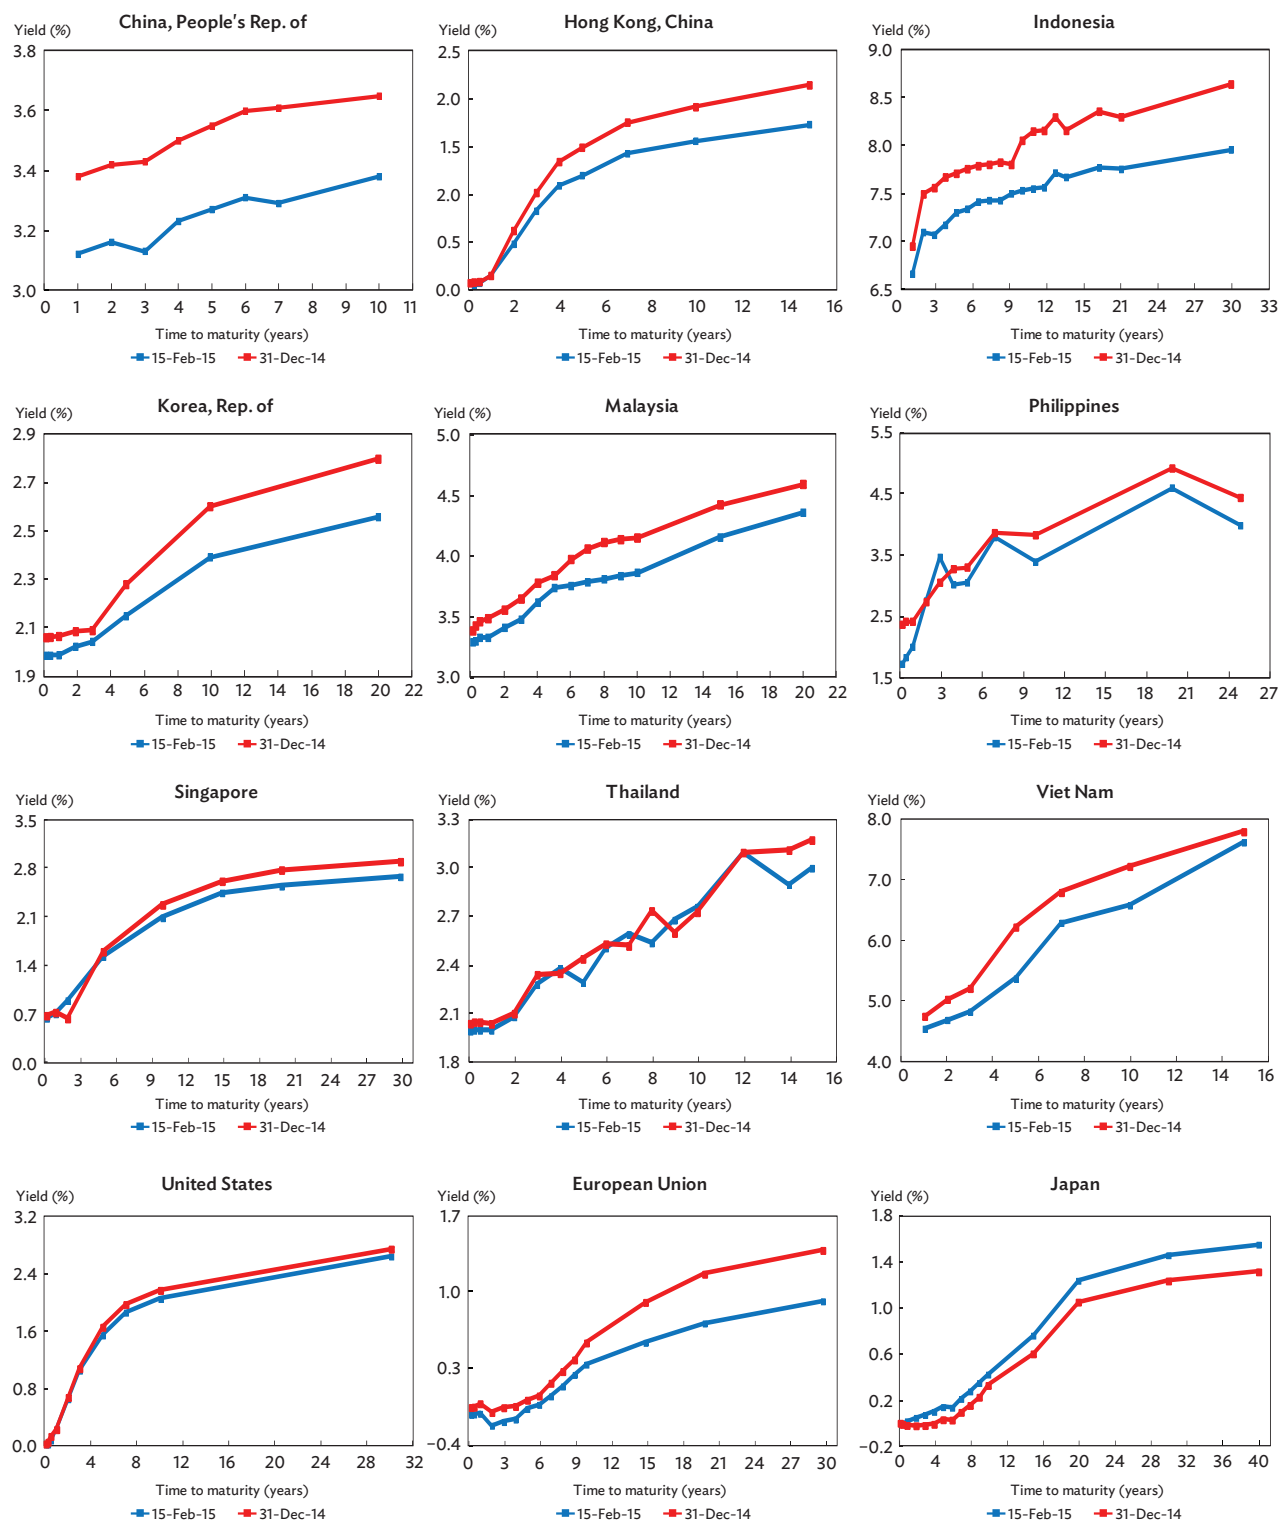 China, People's Rep. of
Yield (%)
3.8
3.6
3.4
3.2
3.0
0 1 2 3 4 5 6 7 8 9 10 11
Time to maturity (years)
15-Feb-15 31-Dec-14
Hong Kong, China
Yield (%)
2.5
2.0
1.5
2.0
0.5
0.0
0 2 4 6 8 10 12 14 16
Time to maturity (years)
15-Feb-15 31-Dec-14
Indonesia
Yield (%)
9.0
8.5
8.0
7.5
7.0
6.5
0 3 6 9 12 15 18 21 24 27 30 33
Time to maturity (years)
15-Feb-15 31-Dec-14
Korea, Rep. of
Yield (%)
2.9
2.7
2.5
2.3
2.1
1.9
0 2 4 6 8 10 12 14 16 18 20 22
Time to maturity (years)
15-Feb-15 31-Dec-14
Malaysia
Yield (%)
5.0
4.5
4.0
3.5
3.0
0 2 4 6 8 10 12 14 16 18 20 22
Time to maturity (years)
15-Feb-15 31-Dec-14
Philippines
Yield (%)
5.5
4.5
3.5
2.5
1.5
0 3 6 9 12 15 18 21 24 27
Time to maturity (years)
15-Feb-15 31-Dec-14
Singapore
Yield (%)
3.5
2.8
2.1
1.4
0.7
0.0
0 3 6 9 12 15 18 21 24 27 30
Time to maturity (years)
15-Feb-15 31-Dec-14
Thailand
Yield (%)
3.3
3.0
2.7
2.4
2.1
1.8
0 2 4 6 8 10 12 14 16
Time to maturity (years)
15-Feb-15 31-Dec-14
Viet Nam
Yield (%)
8.0
7.0
6.0
5.0
4.0
0 2 4 6 8 10 12 14 16
Time to maturity (years)
15-Feb-15 31-Dec-14
United States
Yield (%)
3.2
2.4
1.6
0.8
0.0
0 4 8 12 16 20 24 28 32
Time to maturity (years)
15-Feb-15 31-Dec-14
European Union
Yield (%)
1.7
1.0
0.3
−0.4
0 3 6 9 12 15 18 21 24 27 30
Time to maturity (years)
15-Feb-15 31-Dec-14
Japan
Yield (%)
1.8
1.4
1.0
0.6
0.2
−0.2
0 4 8 12 16 20 24 28 32 36 40
Time to maturity (years)
15-Feb-15 31-Dec-14